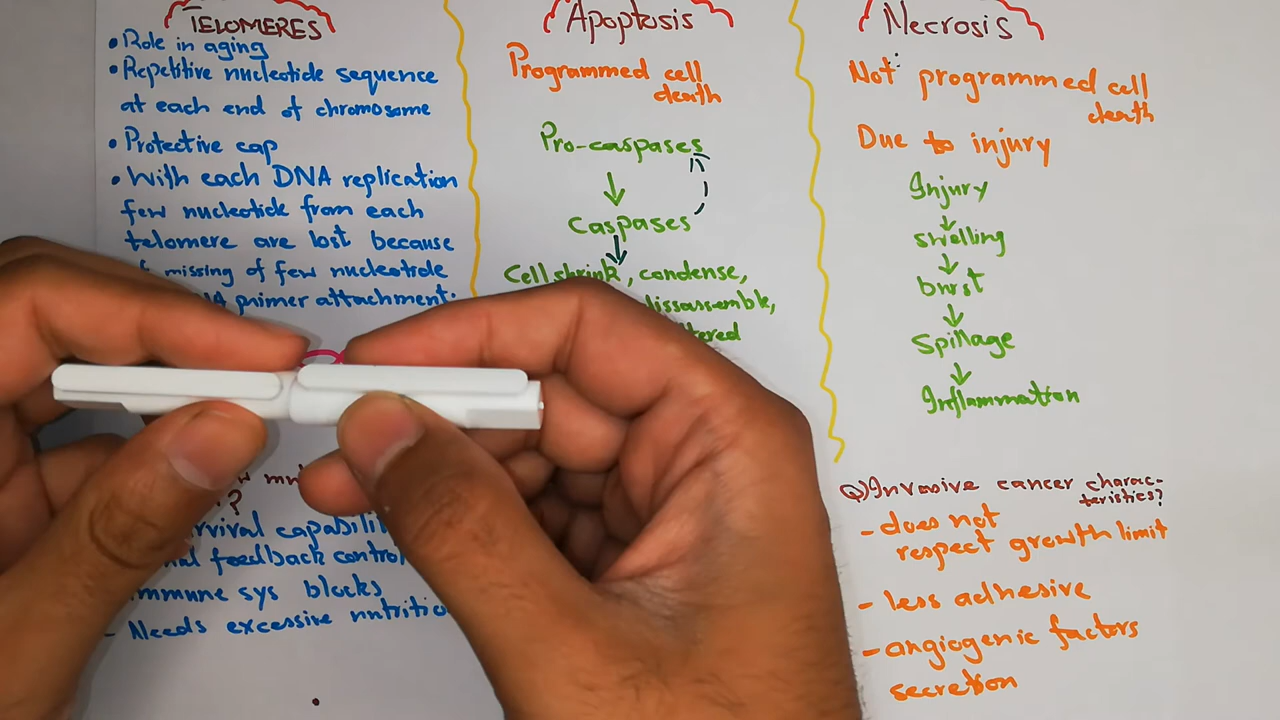 TELOMERES
• Role in aging
• Repetitive nucleotide sequence
at each end of chromosome
• Protective cap
• With each DNA replication
few nucleotide from each
telomere are lost because
missing of few nucleotide
primer attachment.
?
capabili
feedback control
sys blocks
- Needs excessive nutritio
Apoptosis
Programmed cell
death
Pro-caspases
Caspases
Cell shrink, condense,
dissassemble,
Necrosis
Not programmed cell
death
Due to injury
Injury
swelling
burst
Spillage
Inflammation
Q) Invasive cancer charac-
teristics?
- does not
respect growth limit
- less adhesive
- angiogenic factors
secretion